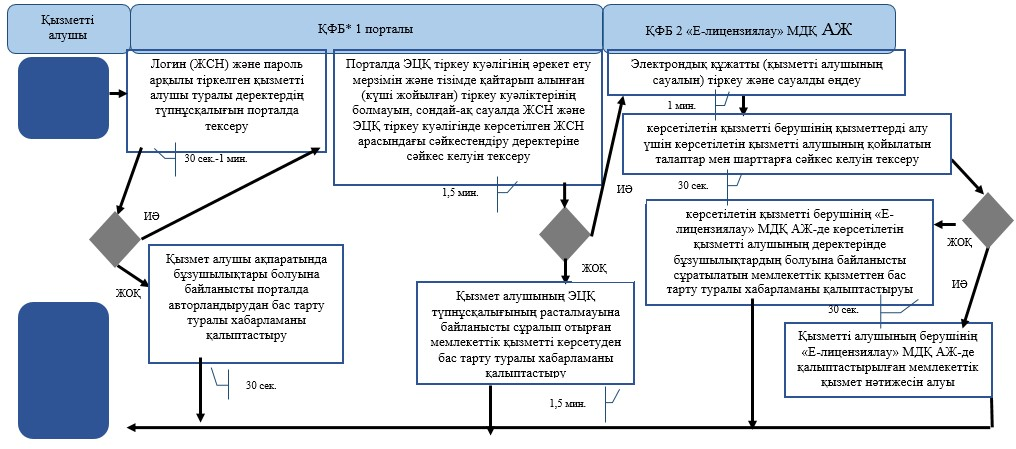 Қызметті
алушы
ҚФБ* 1 порталы
ҚФБ 2 «Е-лицензиялау» МДҚ АЖ
Логин (ЖСН) және пароль
арқылы тіркелген қызметті
алушы туралы деректердің
түпнұсқалығын порталда
тексеру
30 сек.-1 мин.
Порталда ЭЦҚ тіркеу куәлігінің әрекет ету
мерзімін және тізімде қайтарып алынған
(күші жойылған) тіркеу куәліктерінің
болмауын, сондай-ақ сауалда ЖСН және
ЭЦҚ тіркеу куәлігінде көрсетілген ЖСН
арасындағы сәйкестендіру деректеріне
сәйкес келуін тексеру
1,5 мин.
Электрондық құжатты (қызметті алушының
сауалын) тіркеу және сауалды өңдеу
1 мин.
көрсетілетін қызметті берушінің қызметтерді алу
үшін көрсетілетін қызметті алушының қойылатын
талаптар мен шарттарға сәйкес келуін тексеру
30 сек.
ИӘ
ИӘ
ЖОҚ
Қызмет алушы ақпаратында
бұзушылықтары болуына
байланысты порталда
авторландырудан бас тарту
туралы хабарламаны
қалыптастыру
30 сек.
ЖОҚ
Қызмет алушының ЭЦҚ
түпнұсқалығының расталмауына
байланысты сұралып отырған
мемлекеттік қызметті көрсетуден
бас тарту туралы хабарламаны
қалыптастыру
1,5 мин.
көрсетілетін қызметті берушінің «Е-
лицензиялау» МДҚ АЖ-де көрсетілетін
қызметті алушының деректерінде
бұзушылықтардың болуына байланысты
сұратылатын мемлекеттік қызметтен бас
тарту туралы хабарламаны қалыптастыруы
30 сек.
ЖОҚ
ИӘ
Қызметті алушының берушінің
«Е-лицензиялау» МДҚ АЖ-де
қалыптастырылған мемлекеттік
қызмет нәтижесін алуы